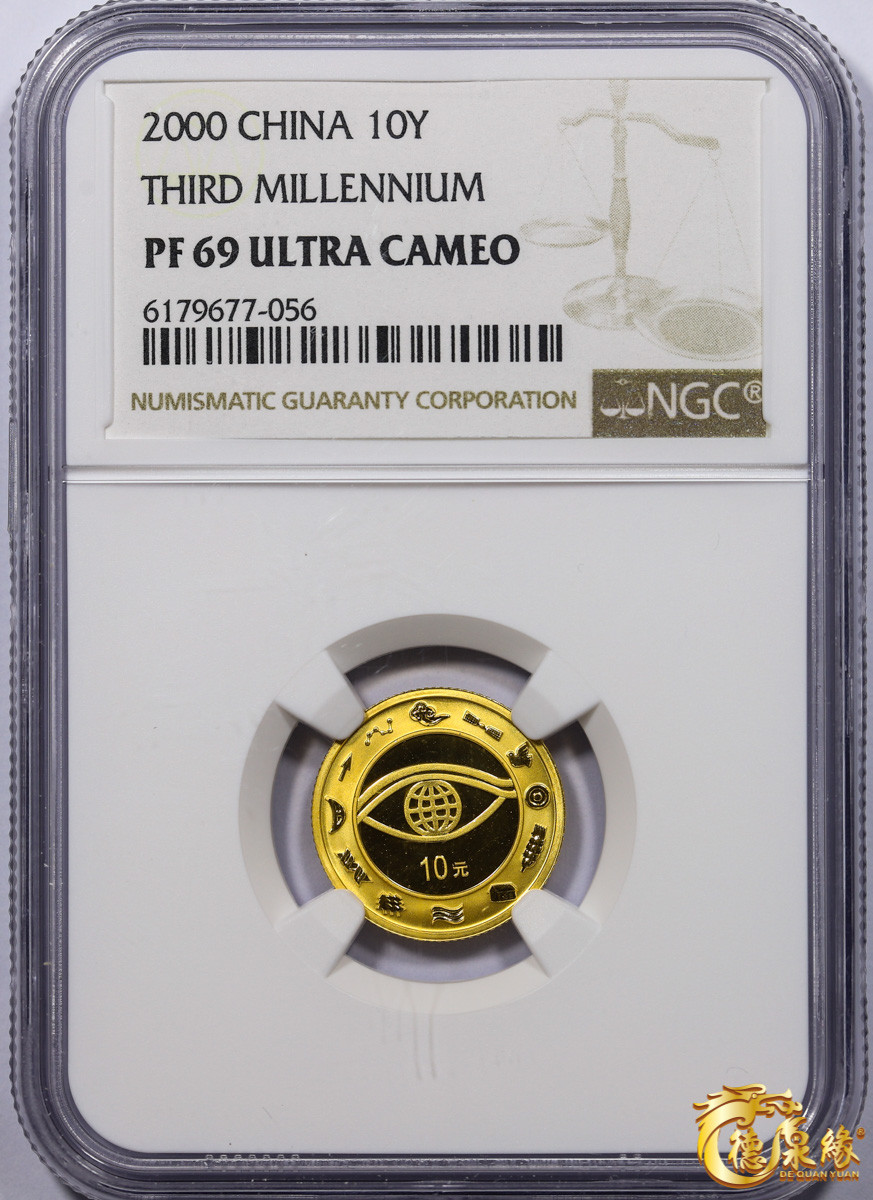 2000 CHINA 10Y
THIRD MILLENNIUM
PF 69 ULTRA CAMEO
6179677-056
NUMISMATIC GUARANTY CORPORATION
NGC®
10元
德泉緣®
DE QUAN YUAN